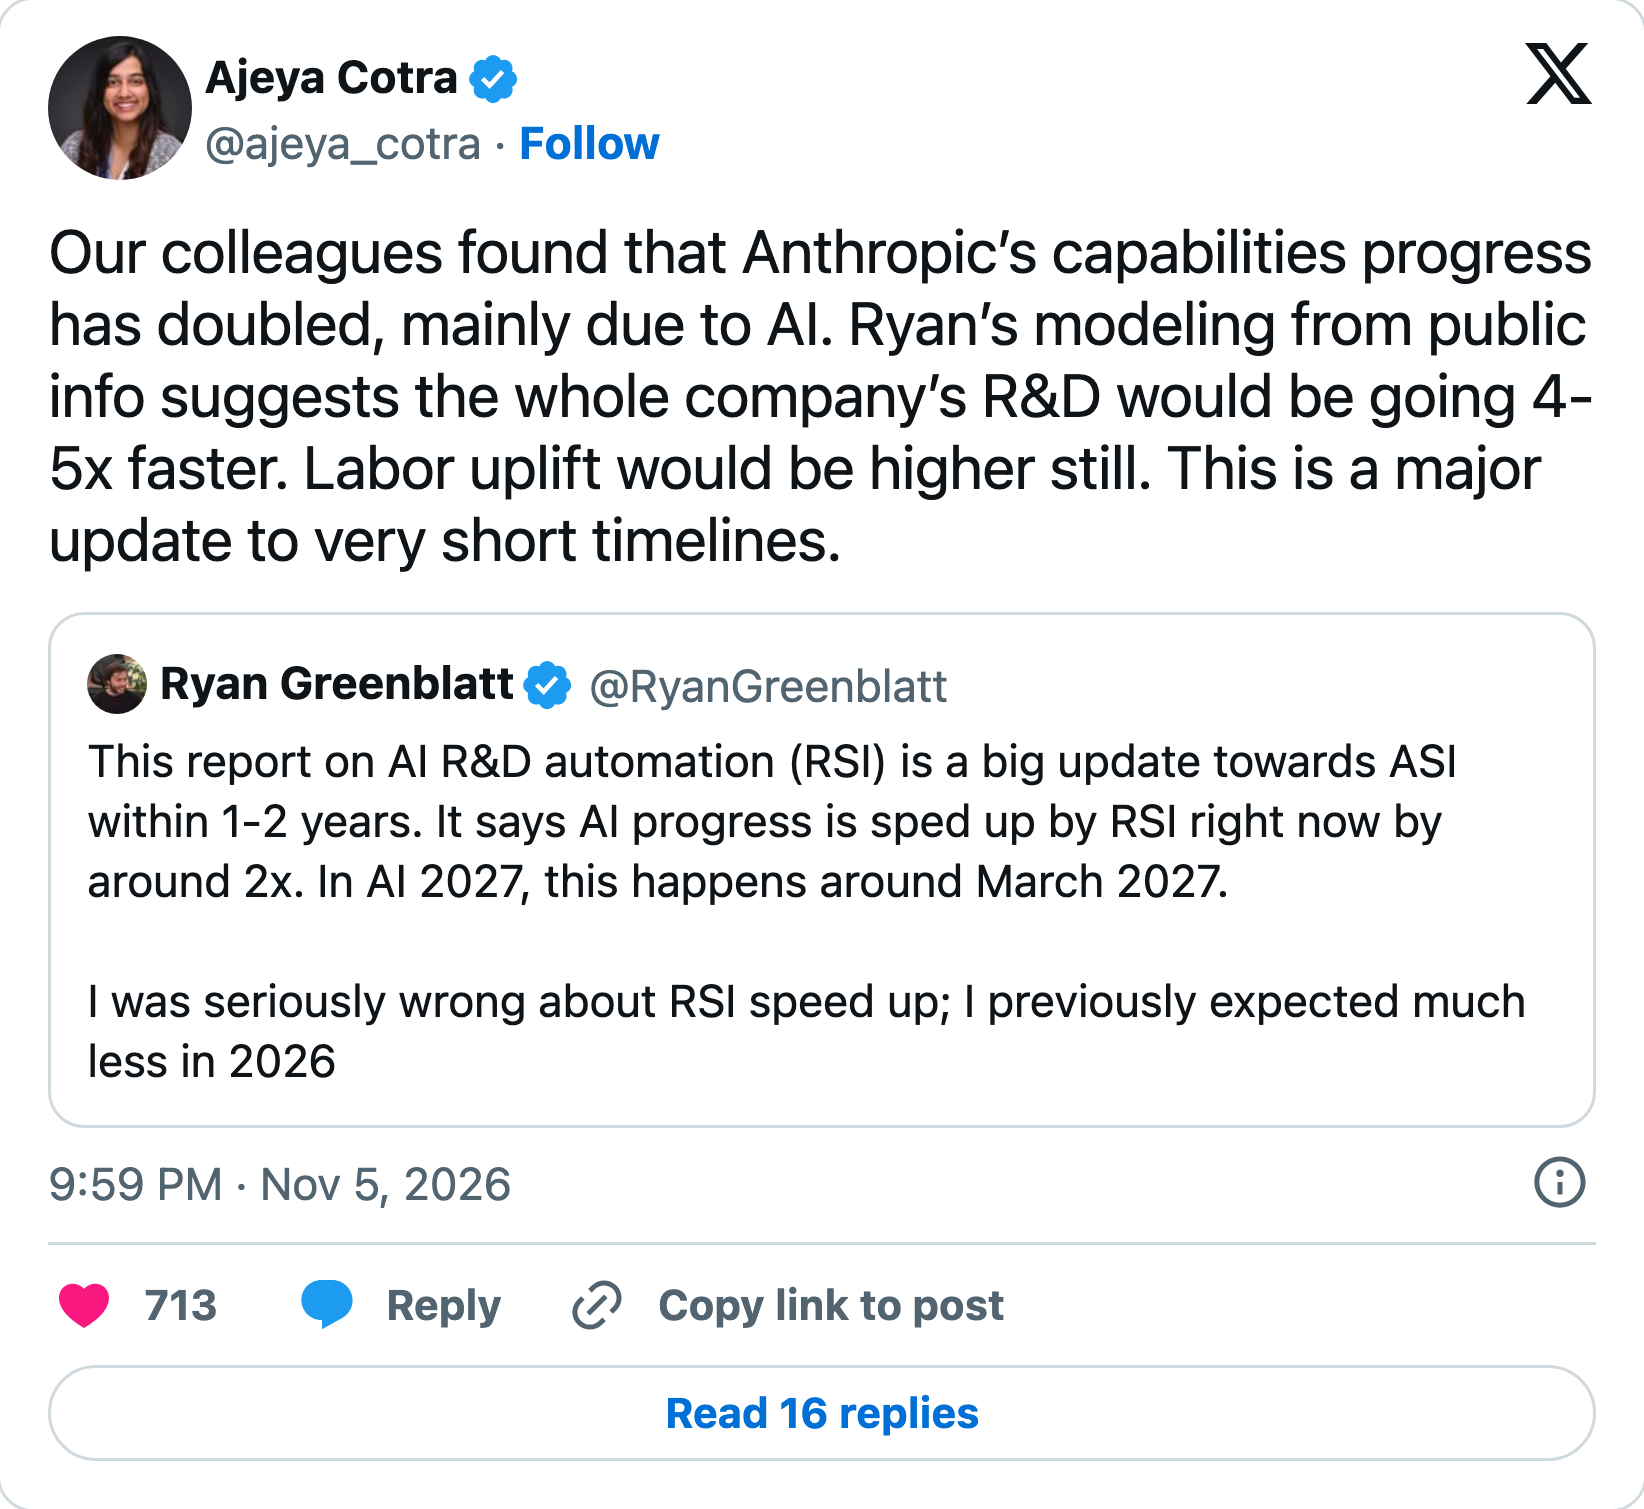 Ajeya Cotra
@ajeya_cotra · Follow
Our colleagues found that Anthropic’s capabilities progress
has doubled, mainly due to AI. Ryan’s modeling from public
info suggests the whole company’s R&D would be going 4-
5x faster. Labor uplift would be higher still. This is a major
update to very short timelines.
Ryan Greenblatt @RyanGreenblatt
This report on AI R&D automation (RSI) is a big update towards ASI
within 1-2 years. It says AI progress is sped up by RSI right now by
around 2x. In AI 2027, this happens around March 2027.
I was seriously wrong about RSI speed up; I previously expected much
less in 2026
9:59 PM · Nov 5, 2026
713 Reply Copy link to post
Read 16 replies